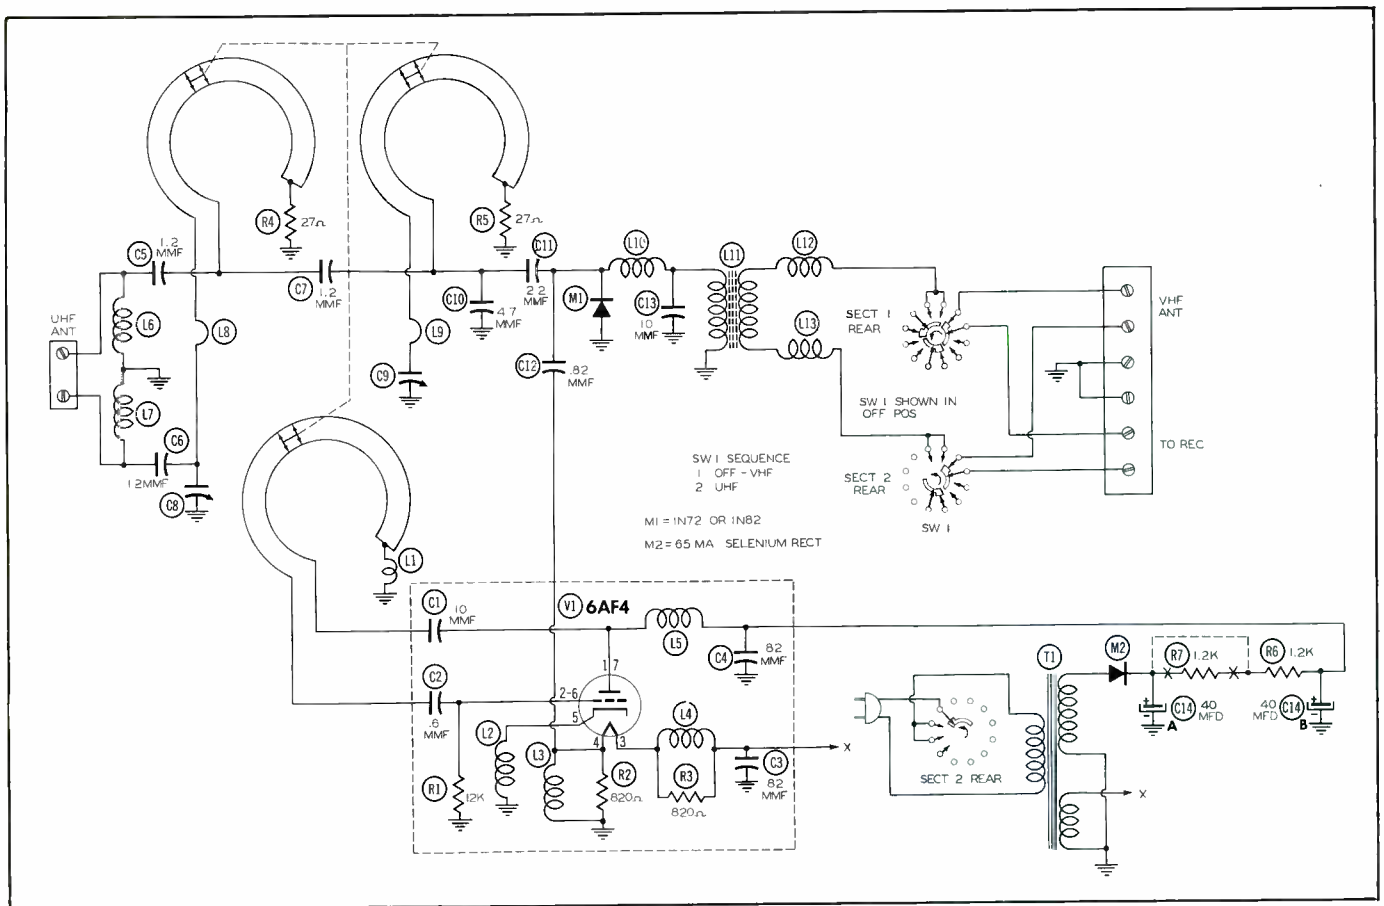 R4
27Ω
R5
27Ω
C5
1.2
MMF
C7
1.2
MMF
C11
2.2
MMF
C10
4.7
MMF
M1
L10
C13
10
MMF
L11
L12
L13
SECT 1
REAR
VHF
ANT
UHF
ANT
L6
L7
L8
L9
C9
C12
.82
MMF
C6
1.2MMF
C8
SW 1 SHOWN IN
OFF POS
TO REC
SW 1 SEQUENCE
1 OFF - VHF
2 UHF
SECT 2
REAR
SW 1
M1 = 1N72 OR 1N82
M2 = 65 MA SELENIUM RECT
L1
C1
10
MMF
V1 6AF4
L5
C4
82
MMF
1 7
2-6
5
4 3
C2
.6
MMF
R1
12K
L2
L3
R2
820Ω
L4
R3
820Ω
C3
82
MMF
X
SECT 2 REAR
T1
M2
R7 1.2K
X X
R6 1.2K
+
-
C14 40
MFD
A
40
MFD
C14
+
-
B
X